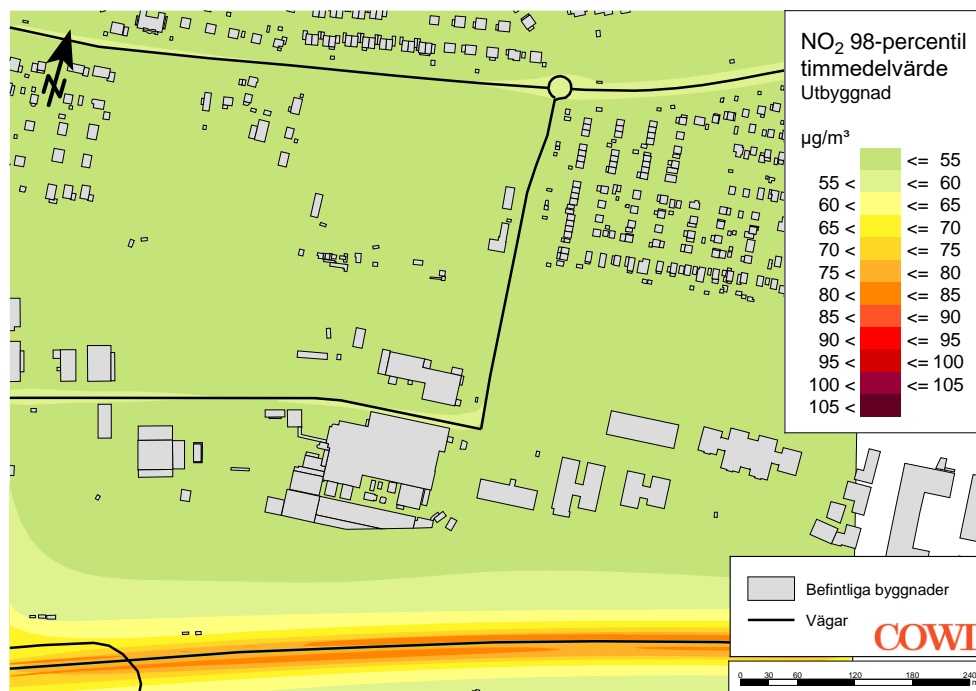 N
NO₂ 98-percentil
timmedelvärde
Utbyggnad
µg/m³
<= 55
55 < <= 60
60 < <= 65
65 < <= 70
70 < <= 75
75 < <= 80
80 < <= 85
85 < <= 90
90 < <= 95
95 < <= 100
100 < <= 105
105 <
Befintliga byggnader
Vägar
COWI
0 30 60 120 180 240